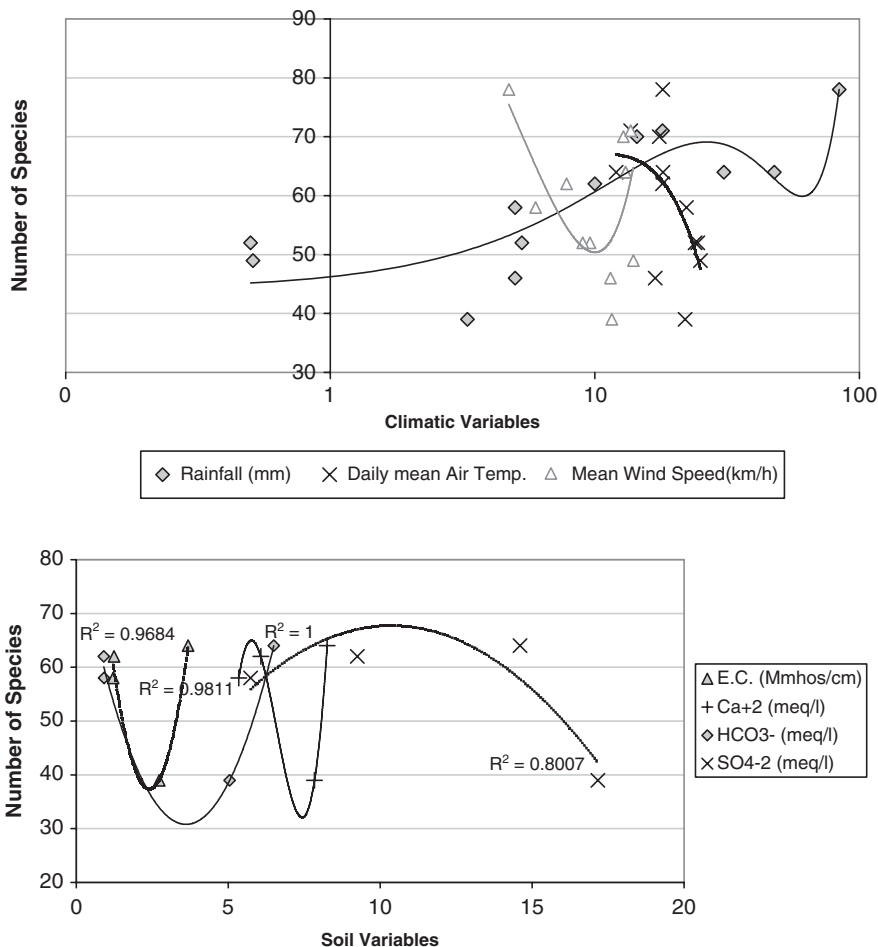 90
80
70
60
50
40
30
Number of Species
0 1 10 100
Climatic Variables
Rainfall (mm) Daily mean Air Temp. Mean Wind Speed(km/h)
80
70
60
50
40
30
20
Number of Species
R² = 0.9684
R² = 1
R² = 0.9811
R² = 0.8007
E.C. (Mmhos/cm)
Ca+2 (meq/l)
HCO3- (meq/l)
SO4-2 (meq/l)
0 5 10 15 20
Soil Variables